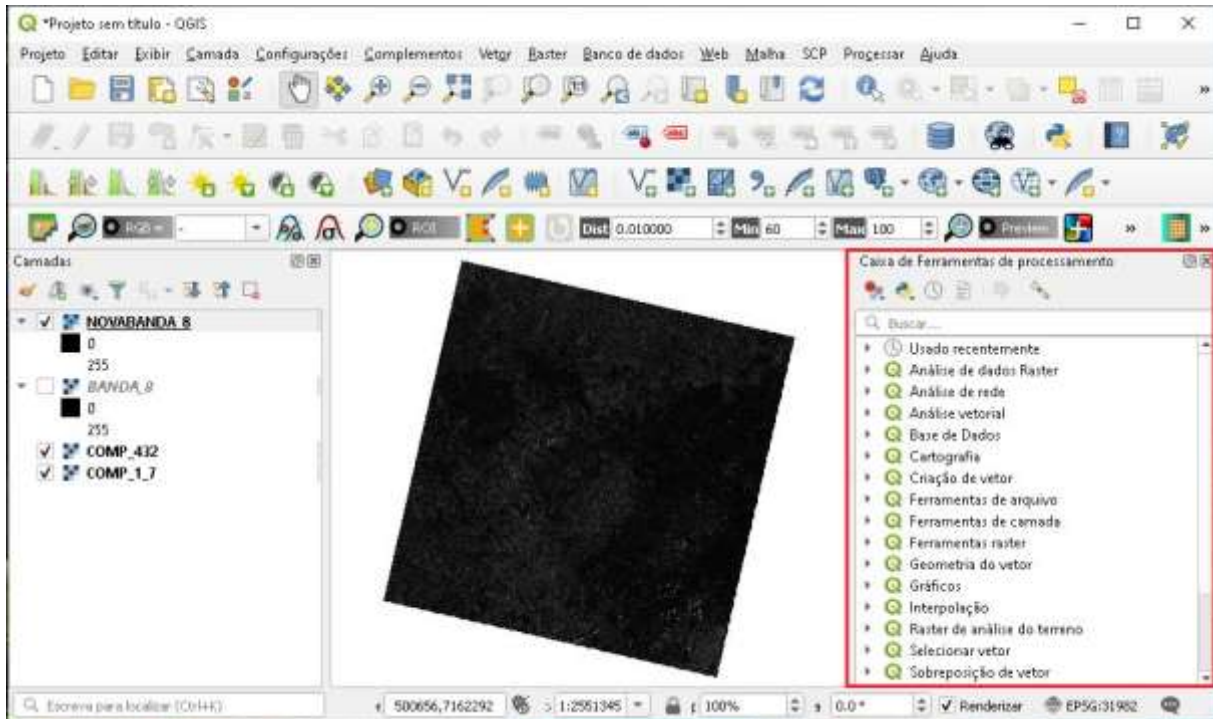 *Projeto sem título - QGIS
Projeto Editar Exibir Camada Configurações Complementos Vetor Raster Banco de dados Web Malha SCP Processar Ajuda
RGB = -
ROI
Dist 0.010000
Min 60
Max 100
Preview
Camadas
NOVABANDA_8
0
255
BANDA_8
0
255
COMP_432
COMP_1_7
Caixa de Ferramentas de processamento
Buscar...
Usado recentemente
Análise de dados Raster
Análise de rede
Análise vetorial
Base de Dados
Cartografia
Criação de vetor
Ferramentas de arquivo
Ferramentas de camada
Ferramentas raster
Geometria do vetor
Gráficos
Interpolação
Raster de análise do terreno
Selecionar vetor
Sobreposição de vetor
Escreva para localizar (Ctrl+K)
500656,7162292
1:2551345
100%
0.0 °
Renderizar
EPSG:31982